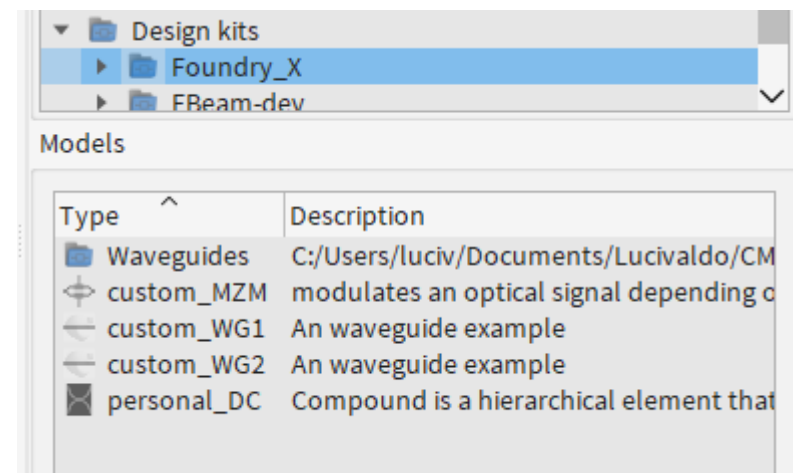 Design kits
Foundry_X
EBeam-dev
Models
Type Description
Waveguides C:/Users/luciv/Documents/Lucivaldo/CM
custom_MZM modulates an optical signal depending o
custom_WG1 An waveguide example
custom_WG2 An waveguide example
personal_DC Compound is a hierarchical element that